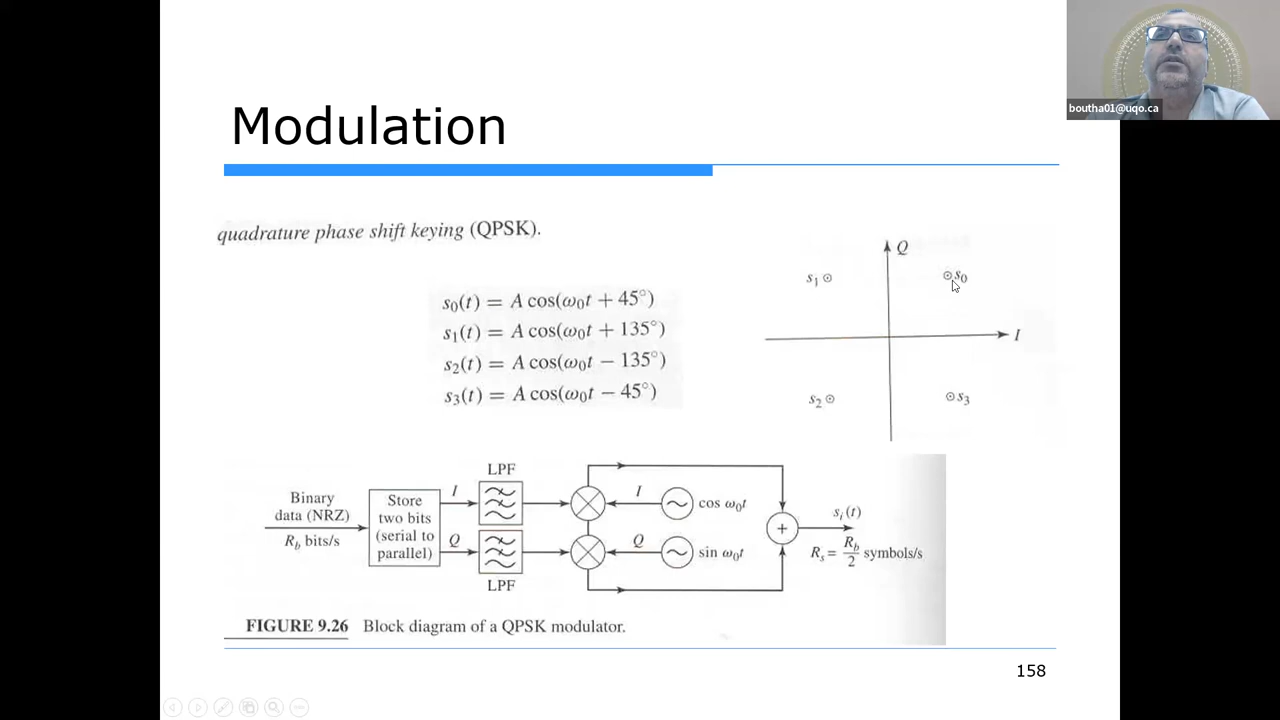 boutha01@uqo.ca
Modulation
quadrature phase shift keying (QPSK).
s₀(t) = A cos(ω₀t + 45°)
s₁(t) = A cos(ω₀t + 135°)
s₂(t) = A cos(ω₀t − 135°)
s₃(t) = A cos(ω₀t − 45°)
Q
s₁
s₀
I
s₂
s₃
Binary
data (NRZ)
R_b bits/s
Store
two bits
(serial to
parallel)
I
Q
LPF
LPF
I
cos ω₀t
Q
sin ω₀t
+
sᵢ(t)
R_s = R_b/2 symbols/s
FIGURE 9.26 Block diagram of a QPSK modulator.
158